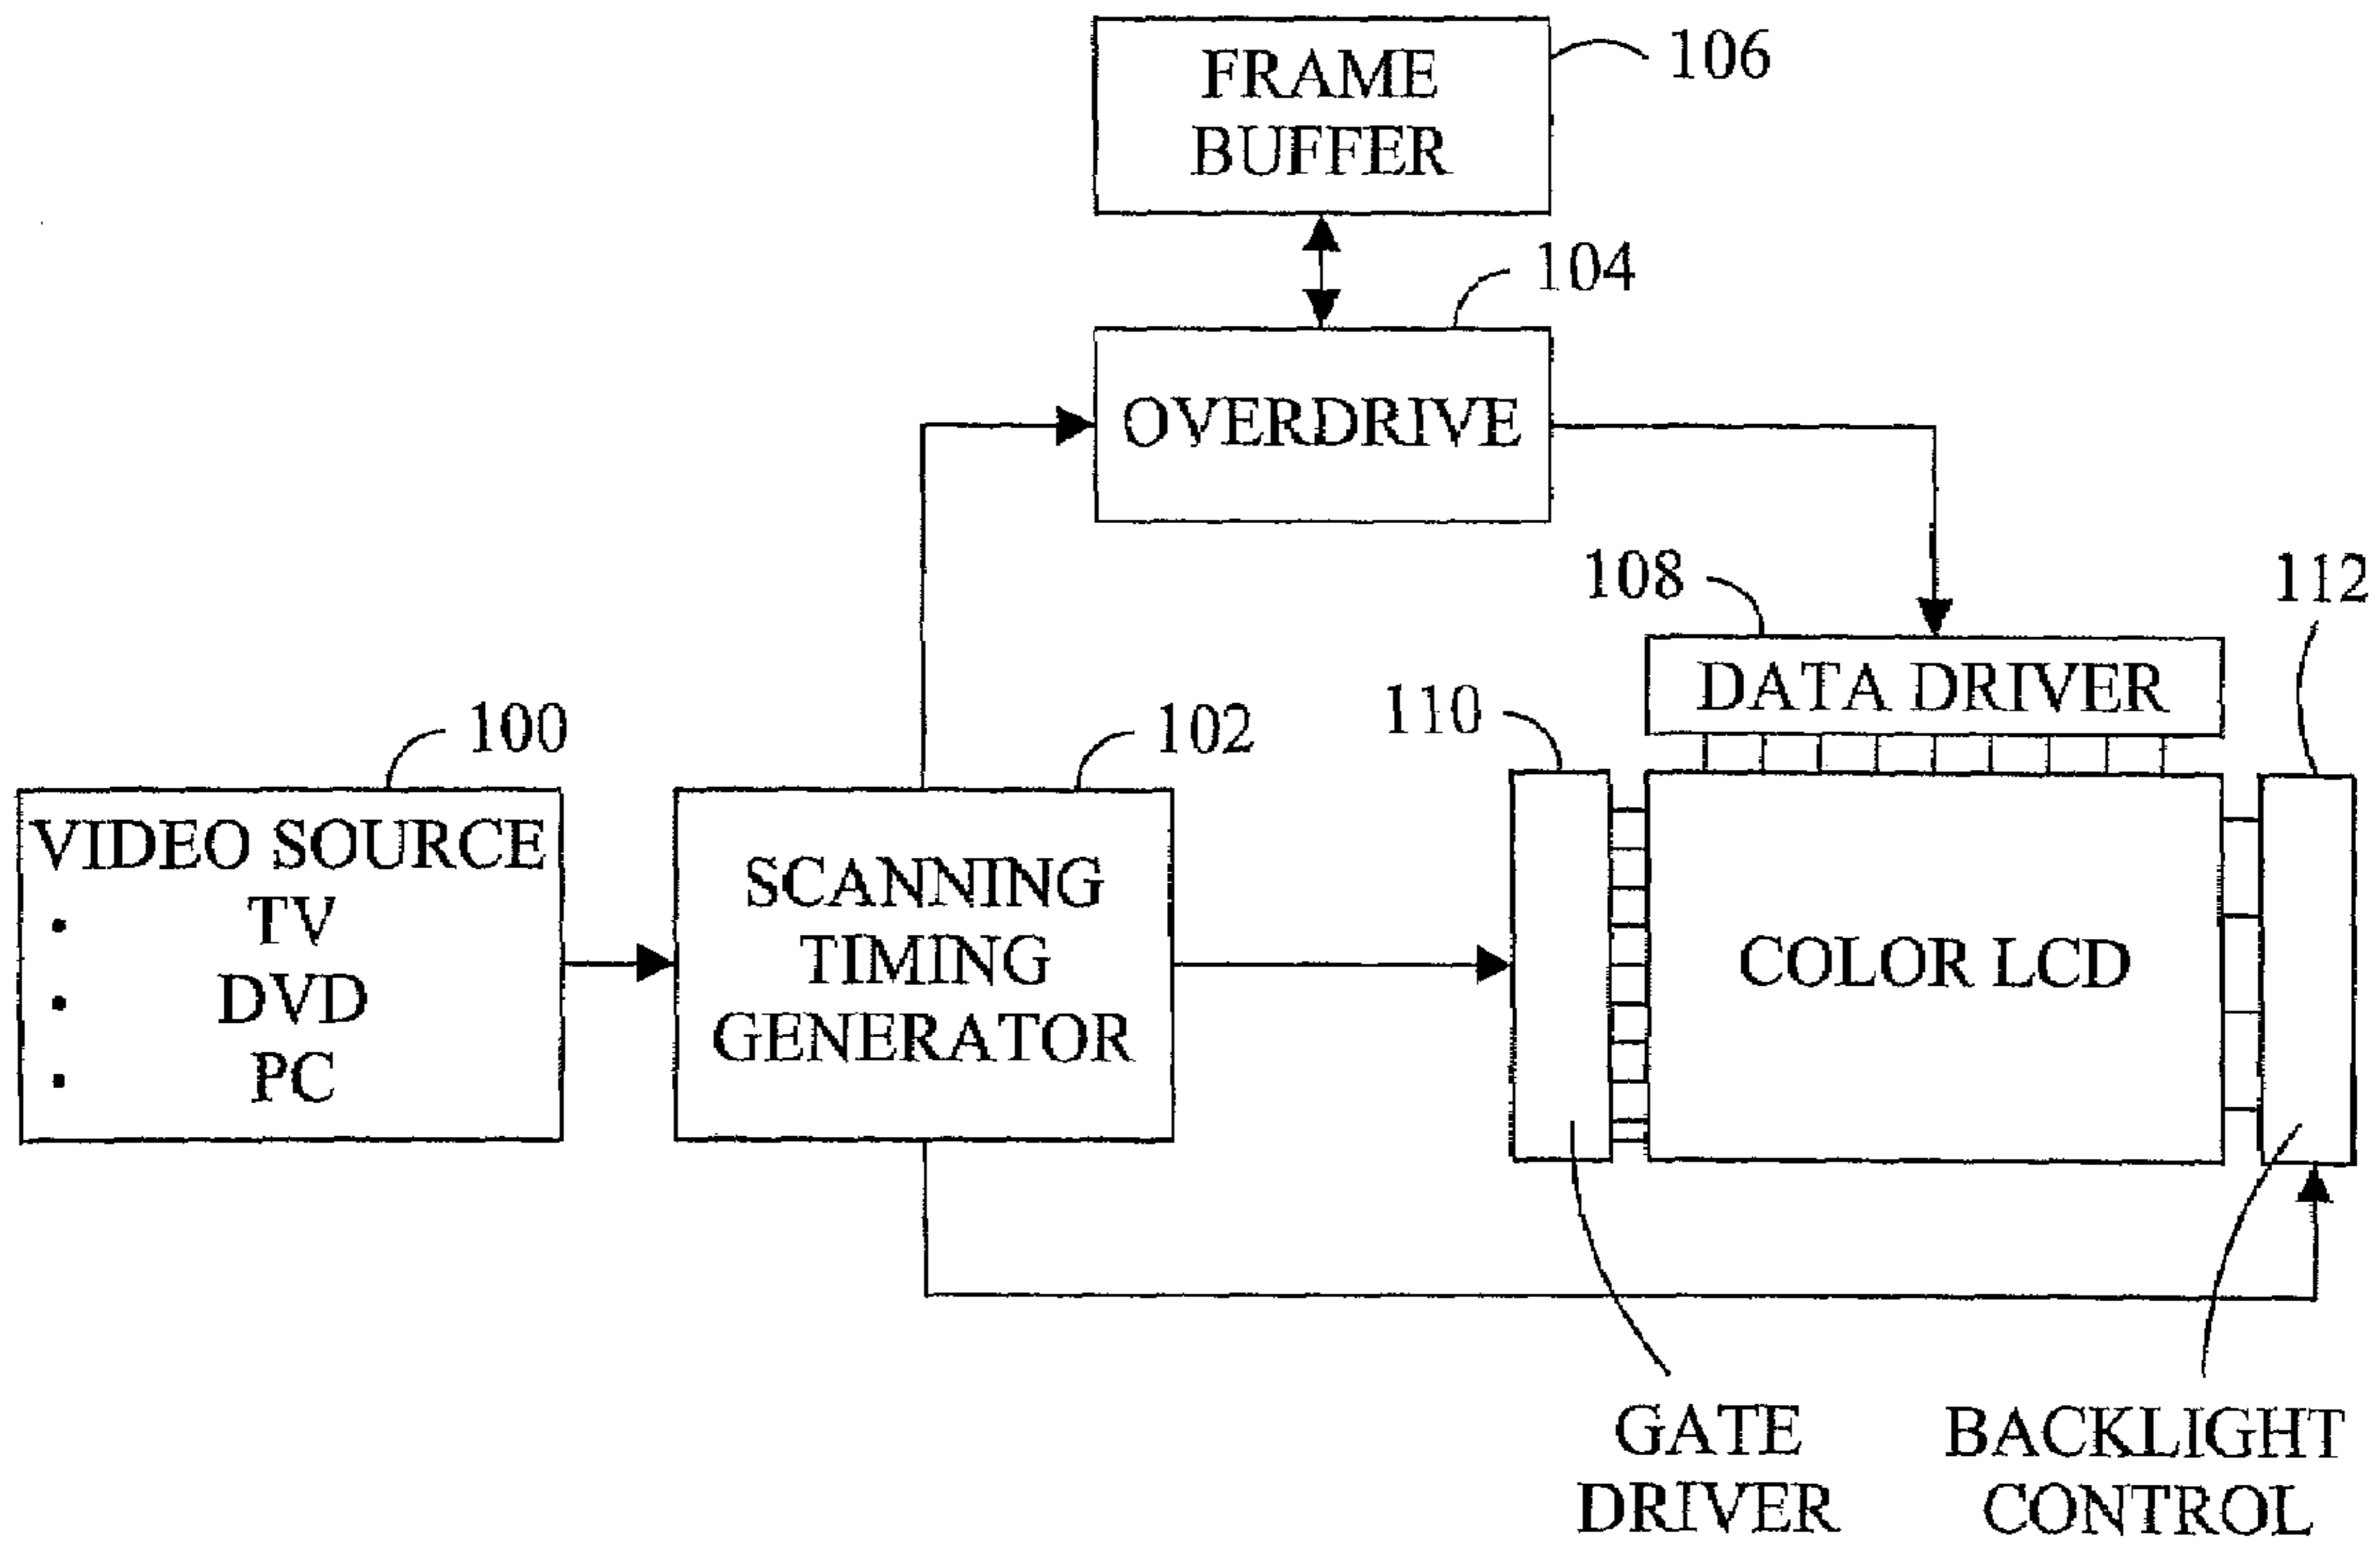 FRAME
BUFFER
106
104
OVERDRIVE
108
112
DATA DRIVER
110
100
102
VIDEO SOURCE
• TV
• DVD
• PC
SCANNING
TIMING
GENERATOR
COLOR LCD
GATE
DRIVER
BACKLIGHT
CONTROL